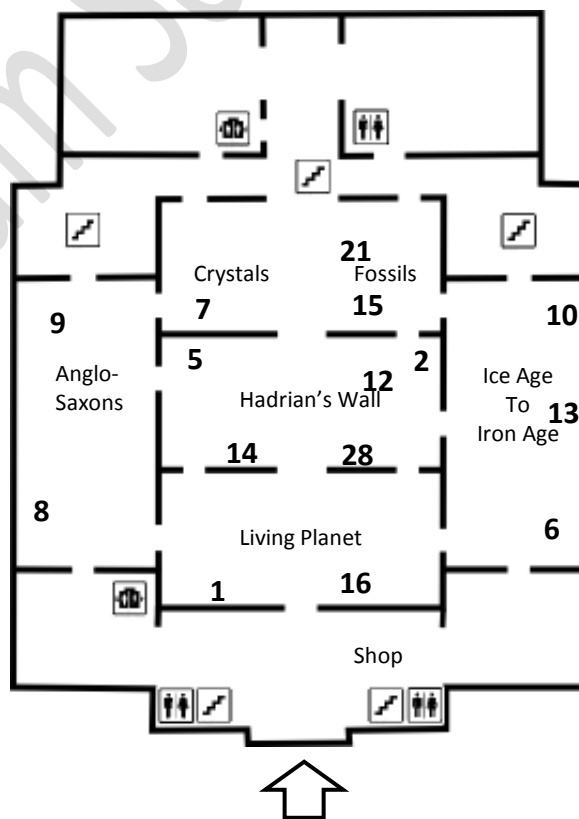 21
Crystals
Fossils
7
15
9
10
5
2
Anglo-
Saxons
12
Ice Age
To
Iron Age
Hadrian's Wall
13
14
28
8
6
Living Planet
1
16
Shop